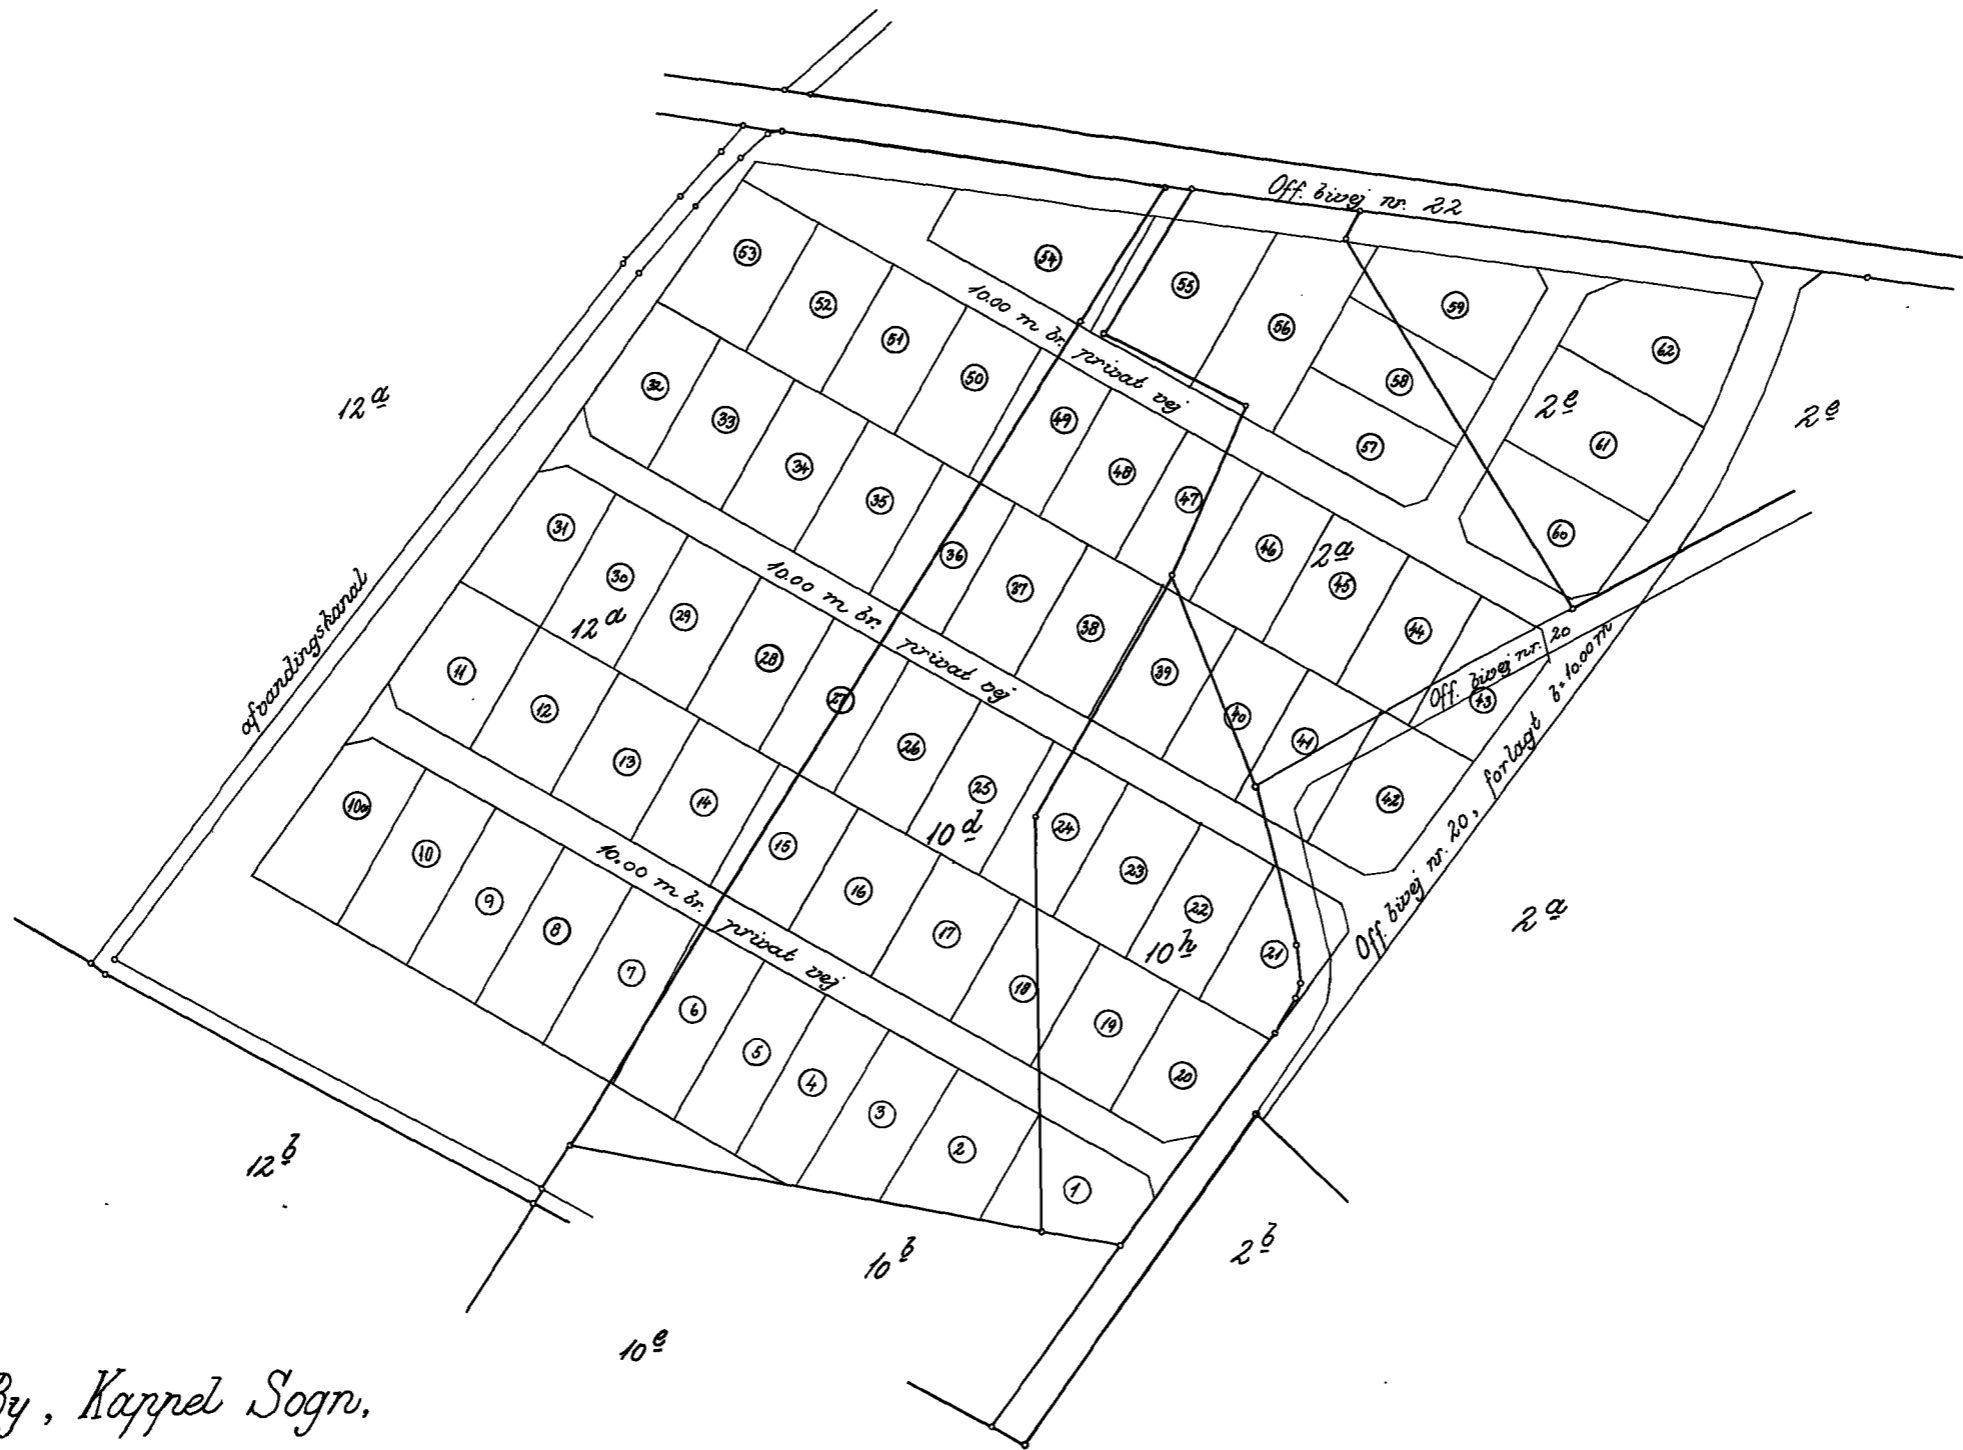 Off. bivej nr. 22
53
54
55
52
51
50
56
59
62
58
2e
61
57
2e
12a
32
33
34
35
49
48
47
46
2a
45
44
60
10.00 m br. privat vej
31
30
12a
29
28
27
36
37
38
39
40
41
42
43
Off. bivej nr. 20
10.00 m br. privat vej
afvandingskanal
11
12
13
14
15
26
25
10d
24
23
22
10h
21
Off. bivej nr. 20, forlagt b = 10.00 m
2a
10a
10
9
8
7
10.00 m br. privat vej
16
17
18
19
20
6
5
4
3
2
1
12b
10b
2b
10e
By, Kappel Sogn,